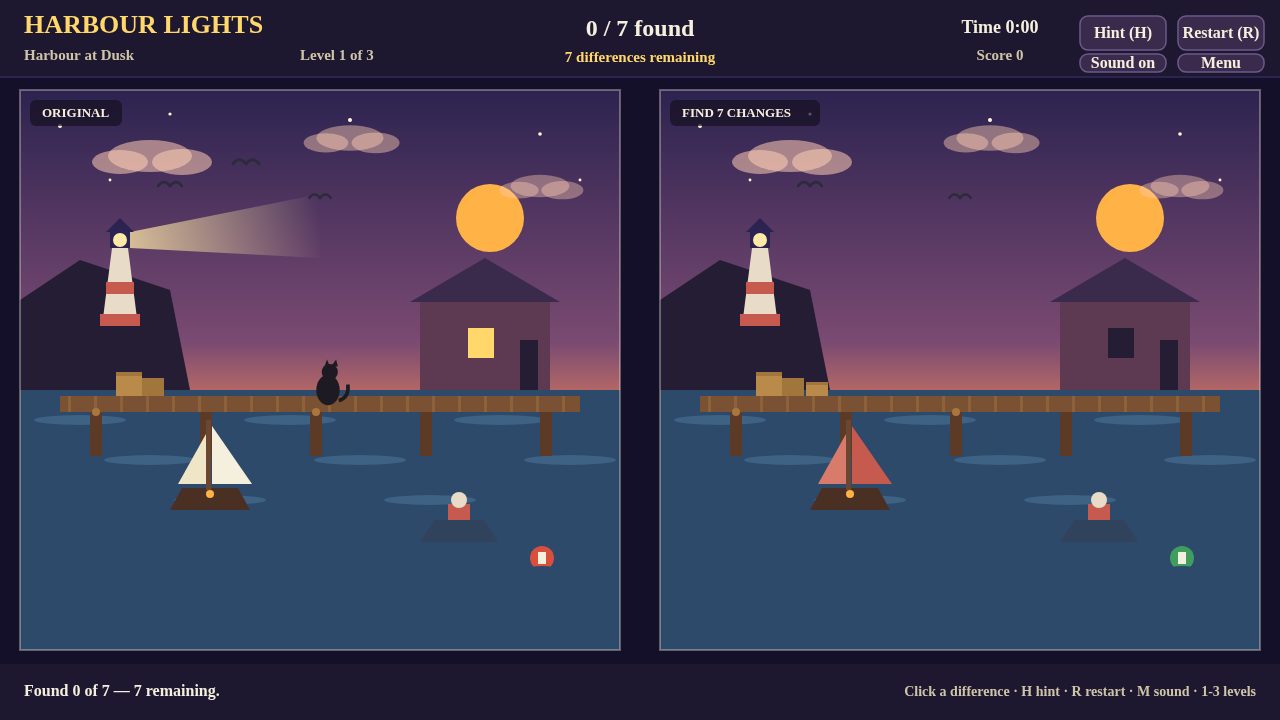 HARBOUR LIGHTS
Harbour at Dusk
Level 1 of 3
0 / 7 found
7 differences remaining
Time 0:00
Score 0
Hint (H)
Restart (R)
Sound on
Menu
ORIGINAL
FIND 7 CHANGES
Found 0 of 7 — 7 remaining.
Click a difference · H hint · R restart · M sound · 1-3 levels